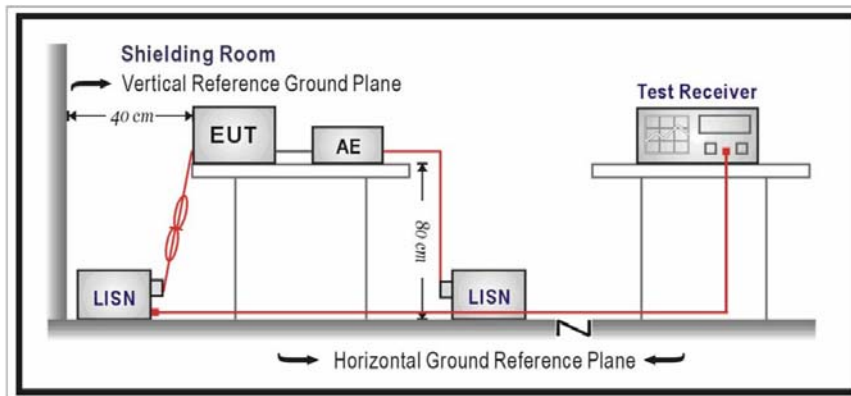 Shielding Room
Vertical Reference Ground Plane
Test Receiver
40 cm
EUT
AE
80 cm
LISN
LISN
Horizontal Ground Reference Plane